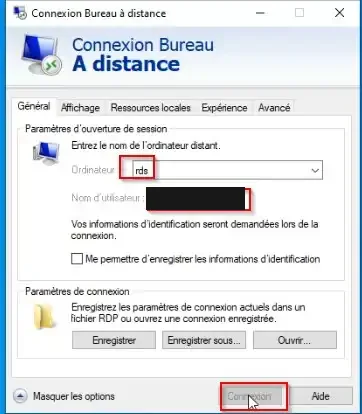 Connexion Bureau à distance
Connexion Bureau
A distance
Général Affichage Ressources locales Expérience Avancé
Paramètres d'ouverture de session
Entrez le nom de l'ordinateur distant.
Ordinateur : rds
Nom d'utilisateur :
Vos informations d'identification seront demandées lors de la
connexion.
Me permettre d'enregistrer les informations d'identification
Paramètres de connexion
Enregistrez les paramètres de connexion actuels dans un
fichier RDP ou ouvrez une connexion enregistrée.
Enregistrer Enregistrer sous... Ouvrir...
Masquer les options Connexion Aide